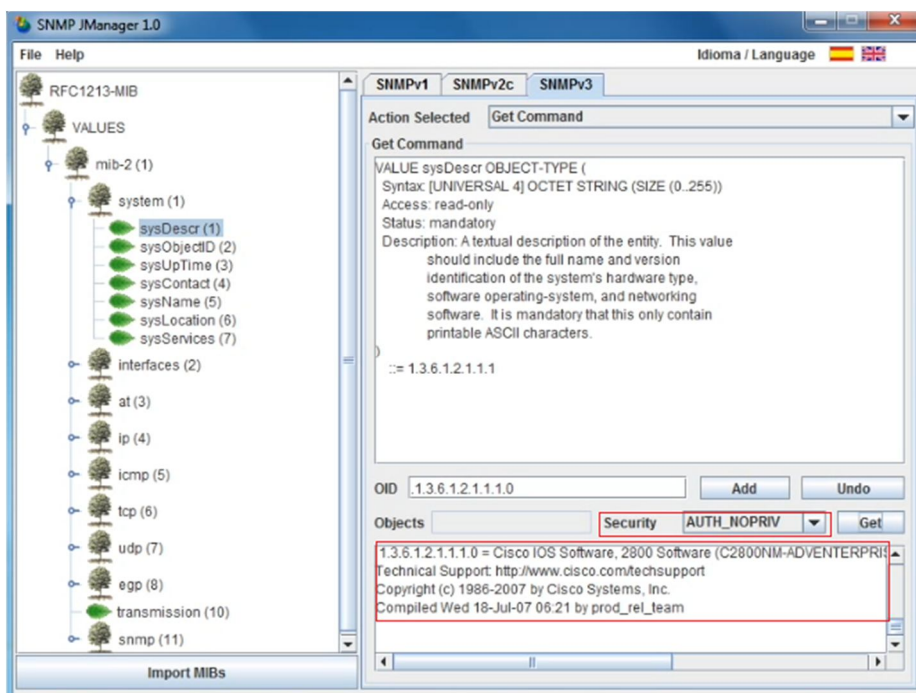 SNMP JManager 1.0
File Help
Idioma / Language
RFC1213-MIB
VALUES
mib-2 (1)
system (1)
sysDescr (1)
sysObjectID (2)
sysUpTime (3)
sysContact (4)
sysName (5)
sysLocation (6)
sysServices (7)
interfaces (2)
at (3)
ip (4)
icmp (5)
tcp (6)
udp (7)
egp (8)
transmission (10)
snmp (11)
Import MIBs
SNMPv1 SNMPv2c SNMPv3
Action Selected Get Command
Get Command
VALUE sysDescr OBJECT-TYPE (
Syntax: [UNIVERSAL 4] OCTET STRING (SIZE (0..255))
Access: read-only
Status: mandatory
Description: A textual description of the entity. This value
should include the full name and version
identification of the system's hardware type,
software operating-system, and networking
software. It is mandatory that this only contain
printable ASCII characters.
)
::= 1.3.6.1.2.1.1.1
OID .1.3.6.1.2.1.1.1.0 Add Undo
Objects Security AUTH_NOPRIV Get
1.3.6.1.2.1.1.1.0 = Cisco IOS Software, 2800 Software (C2800NM-ADVENTERPRIS
Technical Support: http://www.cisco.com/techsupport
Copyright (c) 1986-2007 by Cisco Systems, Inc.
Compiled Wed 18-Jul-07 06:21 by prod_rel_team